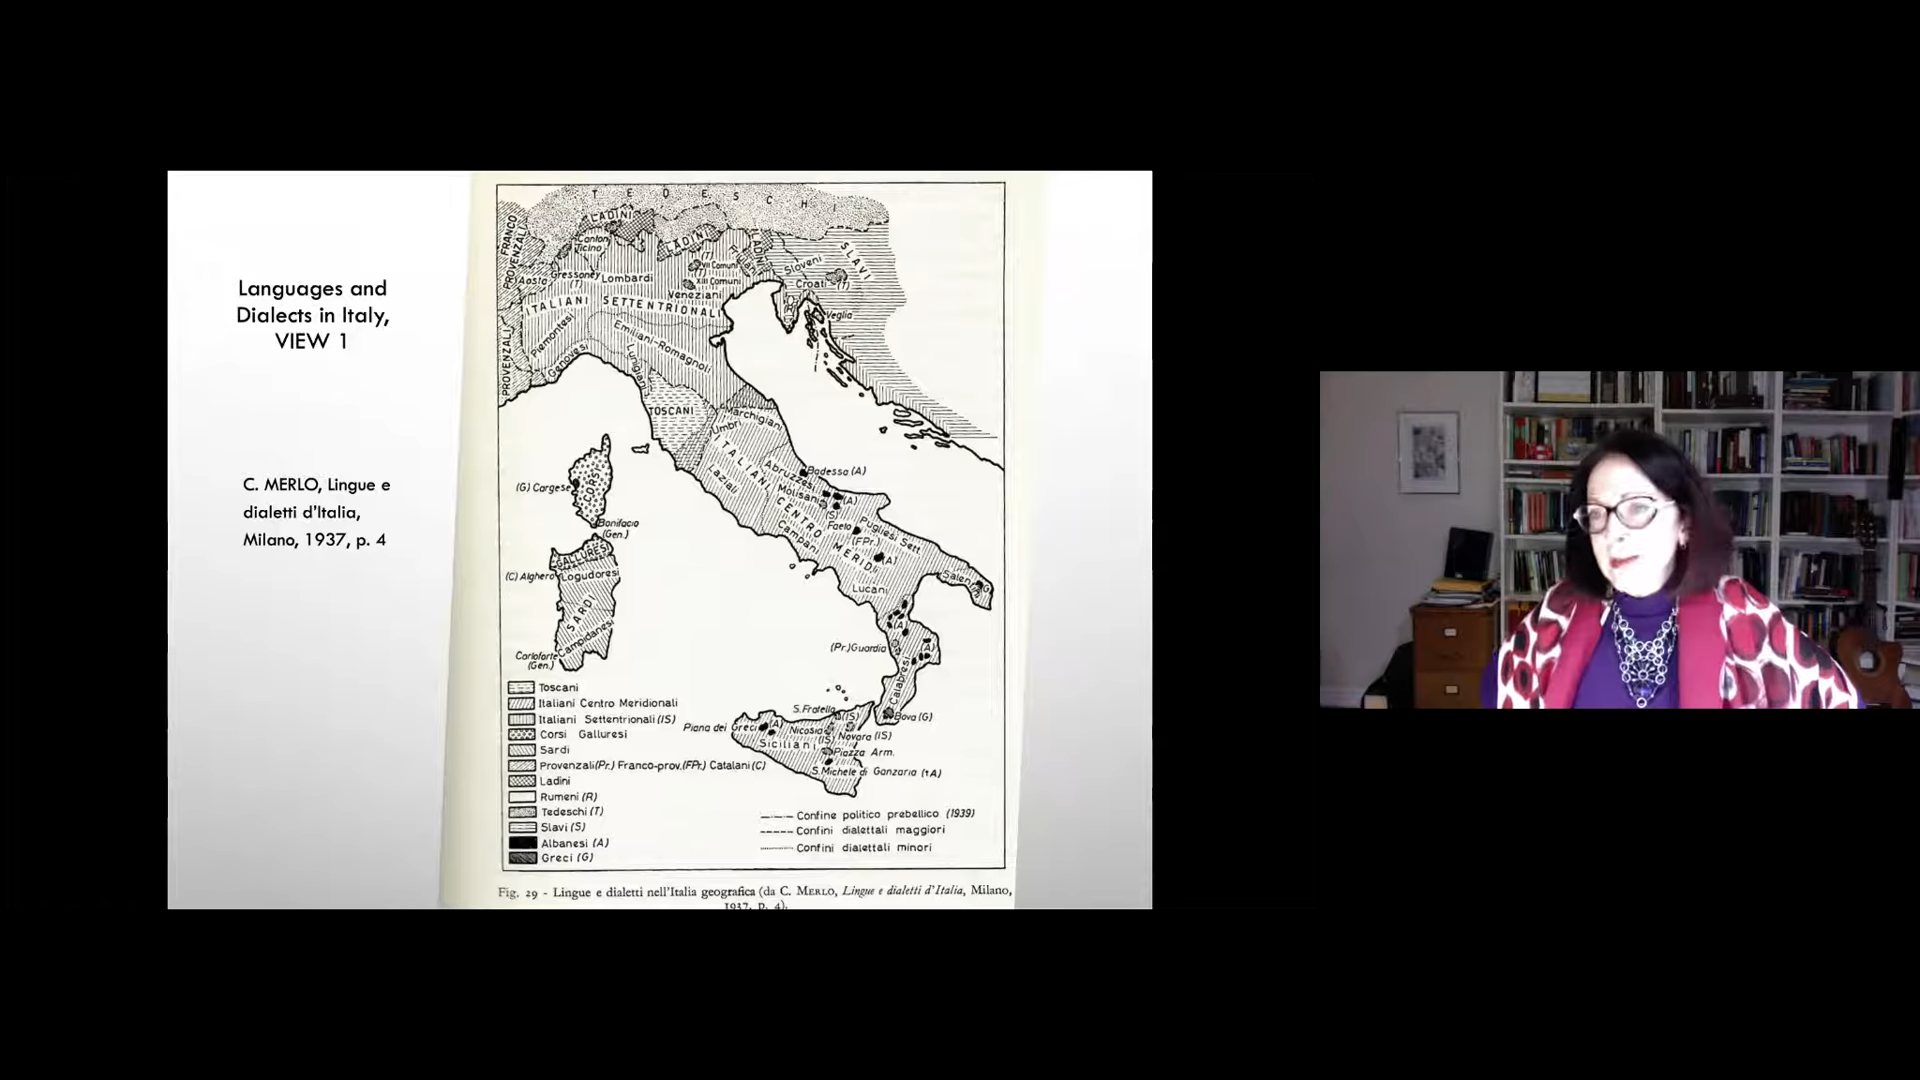 Languages and
Dialects in Italy,
VIEW 1
C. MERLO, Lingue e
dialetti d'Italia,
Milano, 1937, p. 4
TEDESCHI
FRANCO
PROVENZALI
LADINI
Canton
Ticino
LADINI
LADINI
Friulani
SLAVI
Sloveni
Croati
(T)
Aosta
Gressoney
(T)
Lombardi
(T)
VII Comuni
(T)
XIII Comuni
Veneziani
ITALIANI SETTENTRIONALI
Veglia
PROVENZALI
Piemontesi
Genovesi
Emiliani-Romagnoli
Lunigiani
TOSCANI
Marchigiani
Umbri
ITALIANI CENTRO MERID.
Laziali
Abruzzesi
Badessa (A)
Molisani
(A)
(S)
Faeto
(FPr.)
Pugliesi Sett.
(A)
Campani
Lucani
Salentini
G
(G) Cargese
CORSI
Bonifacio
(Gen.)
GALLURESI
(C) Alghero
Logudoresi
SARDI
Campidanesi
Carloforte
(Gen.)
(A)
(Pr.)Guardia
(A)
Calabresi
Bova (G)
S. Fratello
(IS)
Piana dei Greci
(A)
Nicosia
(IS)
Novara (IS)
Siciliani
Piazza Arm.
S. Michele di Ganzaria (tA)
Toscani
Italiani Centro Meridionali
Italiani Settentrionali (IS)
Corsi Galluresi
Sardi
Provenzali(Pr.) Franco-prov.(FPr.) Catalani(C)
Ladini
Rumeni (R)
Tedeschi (T)
Slavi (S)
Albanesi (A)
Greci (G)
Confine politico prebellico (1939)
Confini dialettali maggiori
Confini dialettali minori
Fig. 29 - Lingue e dialetti nell'Italia geografica (da C. MERLO, Lingue e dialetti d'Italia, Milano,
1937, p. 4).